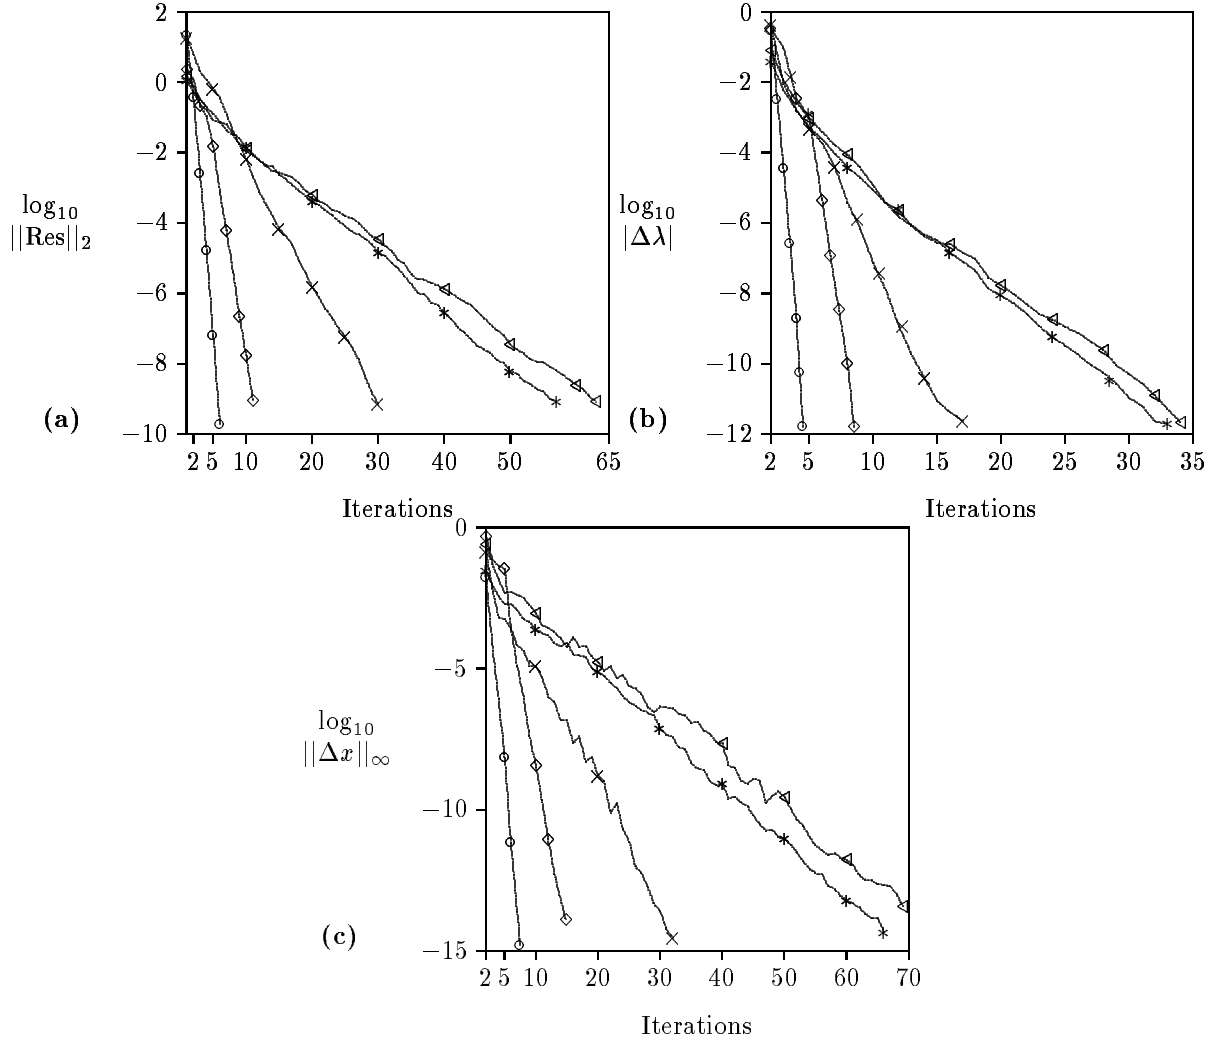 2
0
−2
−4
−6
−8
−10
log10
||Res||2
(a)
2 5 10 20 30 40 50 65
Iterations
0
−2
−4
−6
−8
−10
−12
log10
|Δλ|
(b)
2 5 10 15 20 25 30 35
Iterations
0
−5
−10
−15
log10
||Δx||∞
(c)
2 5 10 20 30 40 50 60 70
Iterations